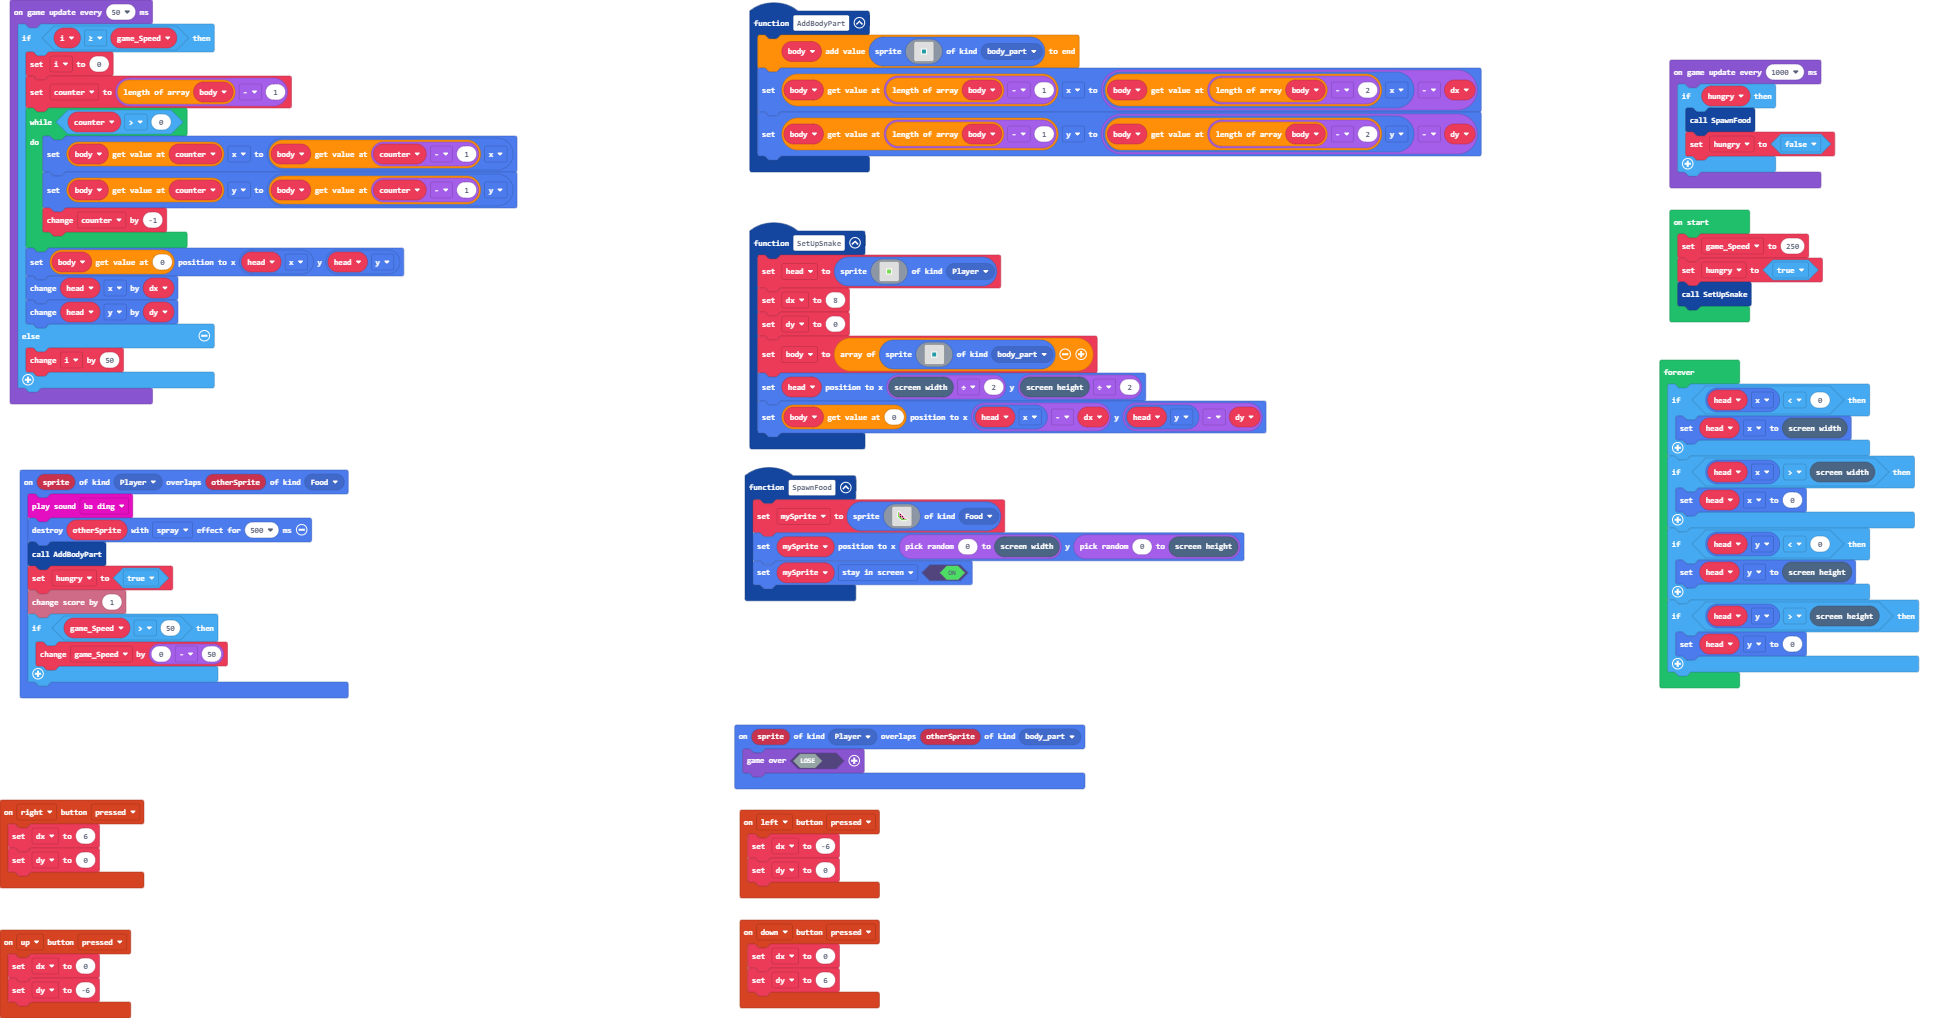 on game update every 50 ms
if i ≥ game_Speed then
set i to 0
set counter to length of array body - 1
while counter > 0
do
set body get value at counter x to body get value at counter - 1 x
set body get value at counter y to body get value at counter - 1 y
change counter by -1
set body get value at 0 position to x head x y head y
change head x by dx
change head y by dy
else
change i by 50
on sprite of kind Player overlaps otherSprite of kind Food
play sound ba ding
destroy otherSprite with spray effect for 500 ms
call AddBodyPart
set hungry to true
change score by 1
if game_Speed > 50 then
change game_Speed by 0 - 50
on right button pressed
set dx to 6
set dy to 0
on up button pressed
set dx to 0
set dy to -6
function AddBodyPart
body add value sprite of kind body_part to end
set body get value at length of array body - 1 x to body get value at length of array body - 2 x - dx
set body get value at length of array body - 1 y to body get value at length of array body - 2 y - dy
function SetUpSnake
set head to sprite of kind Player
set dx to 8
set dy to 0
set body to array of sprite of kind body_part
set head position to x screen width ÷ 2 y screen height ÷ 2
set body get value at 0 position to x head x - dx y head y - dy
function SpawnFood
set mySprite to sprite of kind Food
set mySprite position to x pick random 0 to screen width y pick random 0 to screen height
set mySprite stay in screen ON
on sprite of kind Player overlaps otherSprite of kind body_part
game over LOSE
on left button pressed
set dx to -6
set dy to 0
on down button pressed
set dx to 0
set dy to 6
on game update every 1000 ms
if hungry then
call SpawnFood
set hungry to false
on start
set game_Speed to 250
set hungry to true
call SetUpSnake
forever
if head x < 0 then
set head x to screen width
if head x > screen width then
set head x to 0
if head y < 0 then
set head y to screen height
if head y > screen height then
set head y to 0